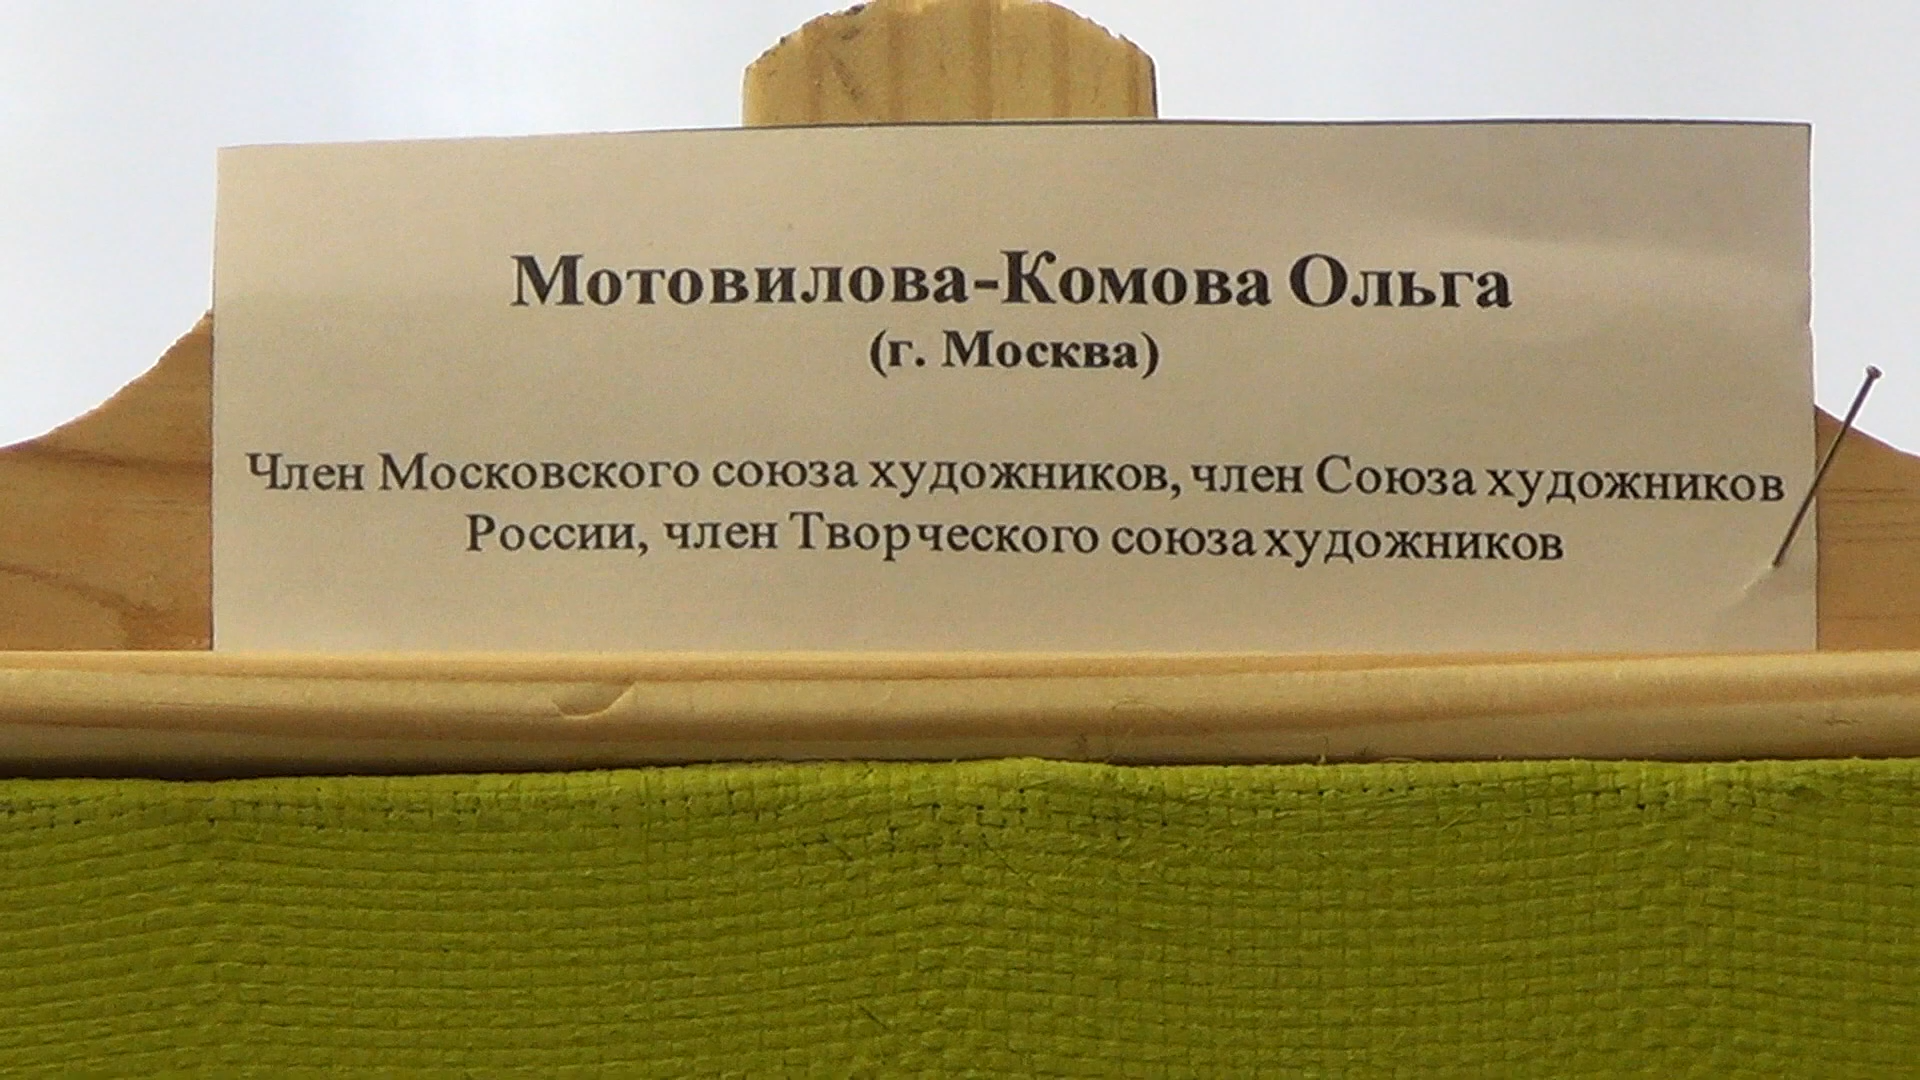 Мотовилова-Комова Ольга
(г. Москва)
Член Московского союза художников, член Союза художников
России, член Творческого союза художников